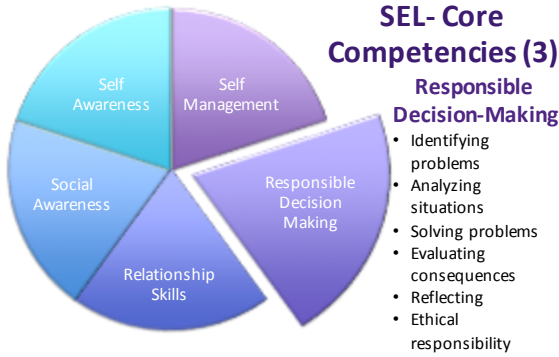 SEL- Core
Competencies (3)
Responsible
Decision-Making
• Identifying
problems
• Analyzing
situations
• Solving problems
• Evaluating
consequences
• Reflecting
• Ethical
responsibility
Self
Awareness
Self
Management
Social
Awareness
Responsible
Decision
Making
Relationship
Skills